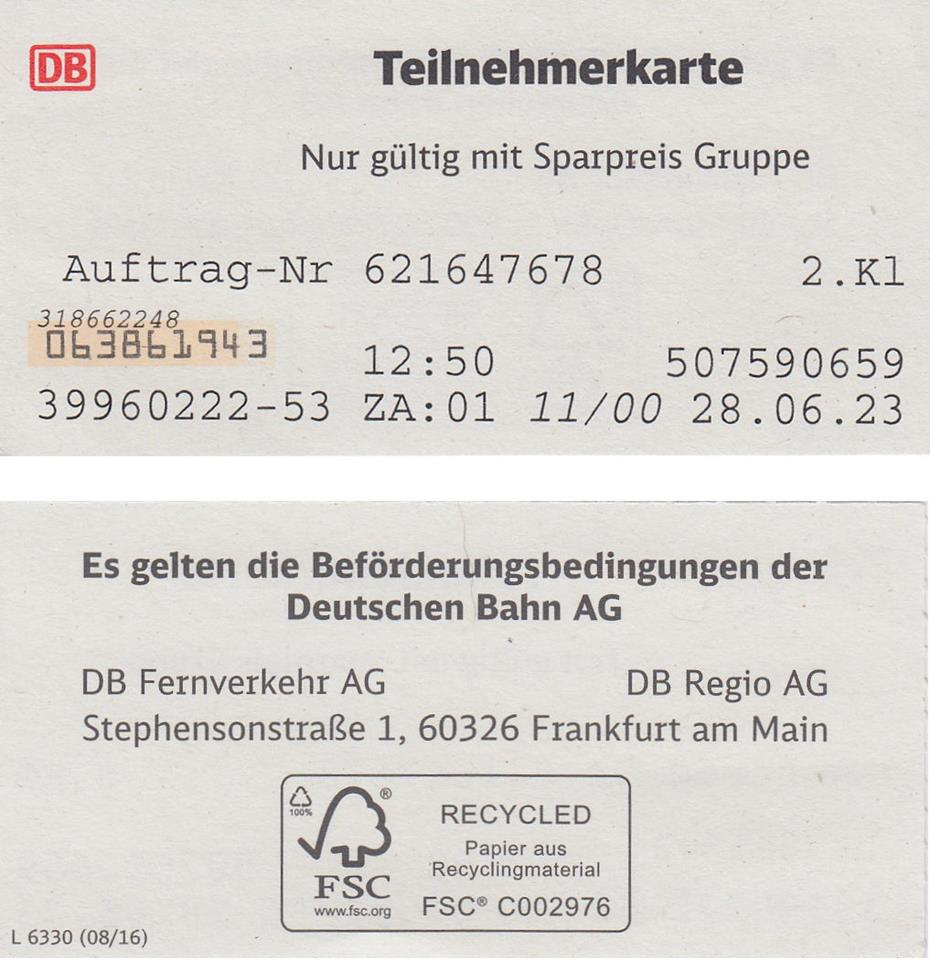 DB
Teilnehmerkarte
Nur gültig mit Sparpreis Gruppe
Auftrag-Nr 621647678 2.Kl
318662248
063861943
12:50 507590659
39960222-53 ZA:01 11/00 28.06.23
Es gelten die Beförderungsbedingungen der
Deutschen Bahn AG
DB Fernverkehr AG DB Regio AG
Stephensonstraße 1, 60326 Frankfurt am Main
100%
®
FSC
www.fsc.org
RECYCLED
Papier aus
Recyclingmaterial
FSC® C002976
L 6330 (08/16)